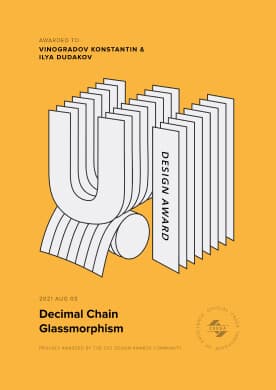 AWARDED TO:
VINOGRADOV KONSTANTIN &
ILYA DUDAKOV
UI
DESIGN AWARD
2021 AUG 03
Decimal Chain
Glassmorphism
PROUDLY AWARDED BY THE CSS DESIGN AWARDS COMMUNITY